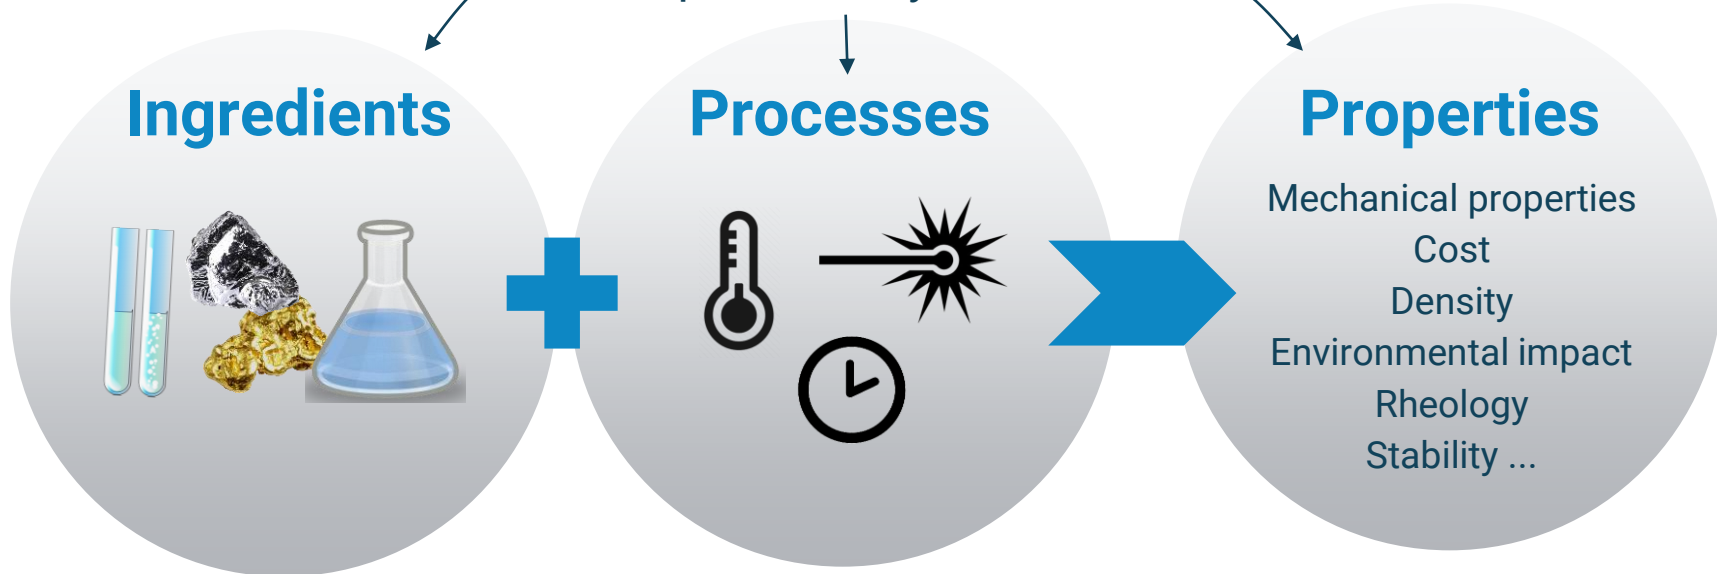 Ingredients
Processes
Properties
Mechanical properties
Cost
Density
Environmental impact
Rheology
Stability ...